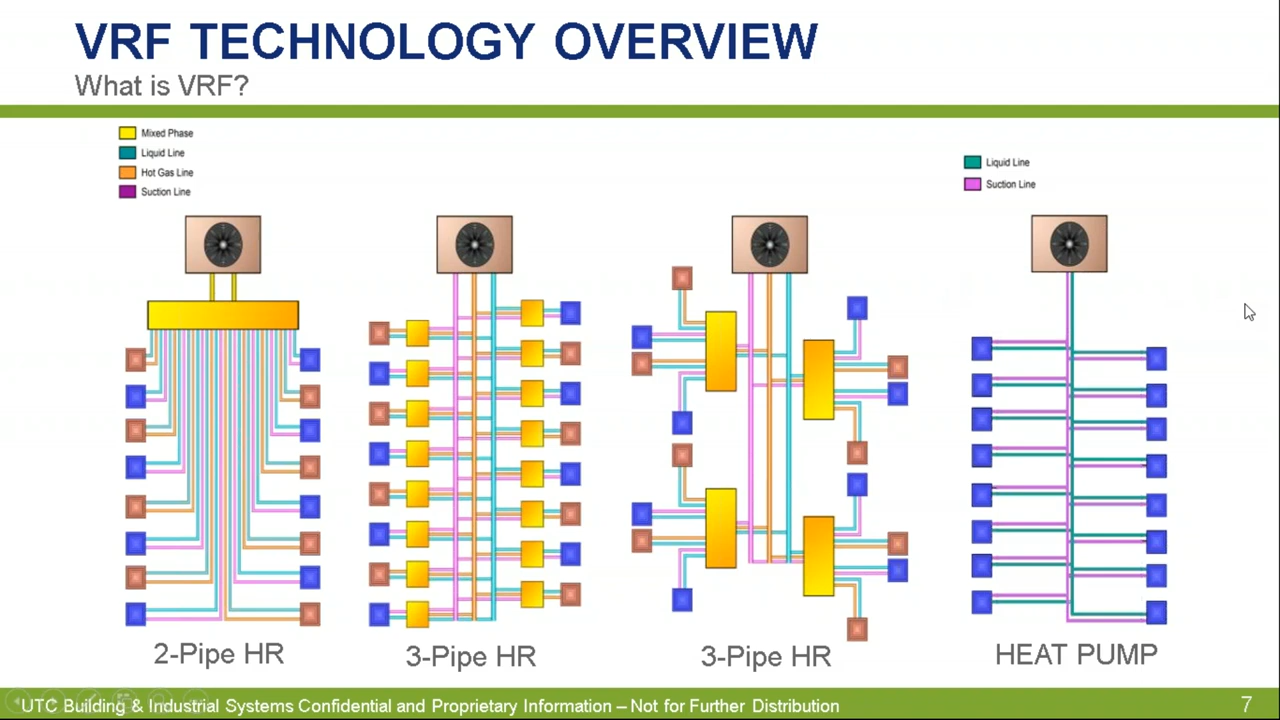 VRF TECHNOLOGY OVERVIEW
What is VRF?
Mixed Phase
Liquid Line
Hot Gas Line
Suction Line
Liquid Line
Suction Line
2-Pipe HR
3-Pipe HR
3-Pipe HR
HEAT PUMP
UTC Building & Industrial Systems Confidential and Proprietary Information – Not for Further Distribution
7